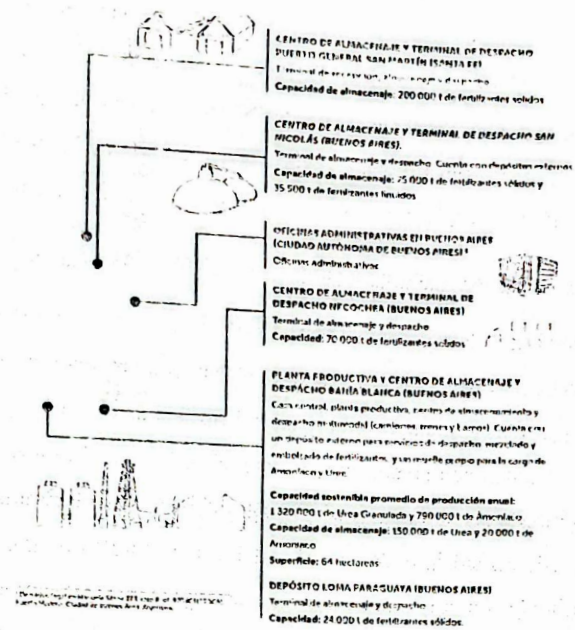 CENTRO DE ALMACENAJE Y TERMINAL DE DESPACHO
PUERTO GENERAL SAN MARTÍN (SANTA FE)
Terminal de recepción, almacenaje y despacho
Capacidad de almacenaje: 200 000 t de fertilizantes sólidos
CENTRO DE ALMACENAJE Y TERMINAL DE DESPACHO SAN
NICOLÁS (BUENOS AIRES).
Terminal de almacenaje y despacho. Cuenta con depósitos externos
Capacidad de almacenaje: 25 000 t de fertilizantes sólidos y
35 500 t de fertilizantes líquidos
OFICINAS ADMINISTRATIVAS EN BUENOS AIRES
(CIUDAD AUTÓNOMA DE BUENOS AIRES)
Oficinas Administrativas
CENTRO DE ALMACENAJE Y TERMINAL DE
DESPACHO NECOCHEA (BUENOS AIRES)
Terminal de almacenaje y despacho
Capacidad: 70 000 t de fertilizantes sólidos
PLANTA PRODUCTIVA Y CENTRO DE ALMACENAJE Y
DESPACHO BAHÍA BLANCA (BUENOS AIRES)
Casa central, planta productiva, centro de almacenamiento y
despacho multimodal (camiones, trenes y barcos). Cuenta con
un depósito externo para servicios de despacho, mezclado y
embolsado de fertilizantes, y un muelle propio para la carga de
Amoníaco y Urea.
Capacidad sostenible promedio de producción anual:
1 320 000 t de Urea Granulada y 790 000 t de Amoníaco
Capacidad de almacenaje: 150 000 t de Urea y 20 000 t de
Amoníaco
Superficie: 64 hectáreas
DEPÓSITO LOMA PARAGUAYA (BUENOS AIRES)
Terminal de almacenaje y despacho
Capacidad: 24 000 t de fertilizantes sólidos.